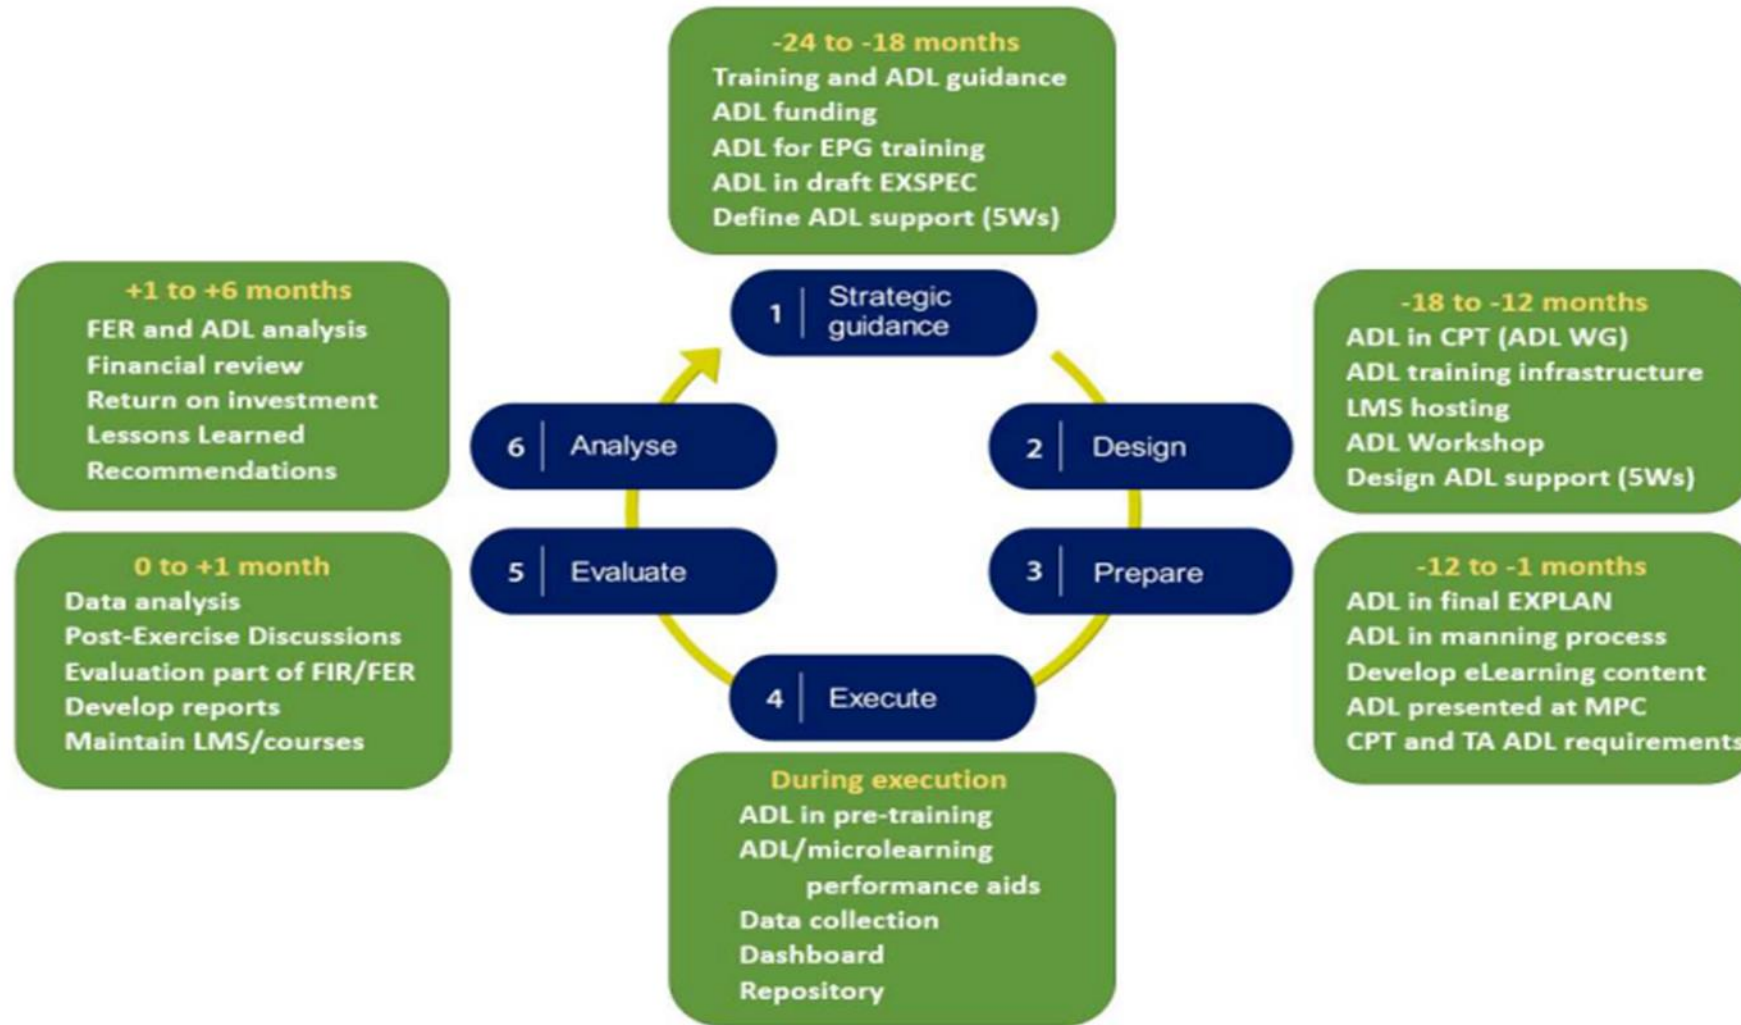 -24 to -18 months
Training and ADL guidance
ADL funding
ADL for EPG training
ADL in draft EXSPEC
Define ADL support (5Ws)
1 Strategic
guidance
-18 to -12 months
ADL in CPT (ADL WG)
ADL training infrastructure
LMS hosting
ADL Workshop
Design ADL support (5Ws)
2 Design
-12 to -1 months
ADL in final EXPLAN
ADL in manning process
Develop eLearning content
ADL presented at MPC
CPT and TA ADL requirements
3 Prepare
4 Execute
During execution
ADL in pre-training
ADL/microlearning
performance aids
Data collection
Dashboard
Repository
5 Evaluate
0 to +1 month
Data analysis
Post-Exercise Discussions
Evaluation part of FIR/FER
Develop reports
Maintain LMS/courses
6 Analyse
+1 to +6 months
FER and ADL analysis
Financial review
Return on investment
Lessons Learned
Recommendations